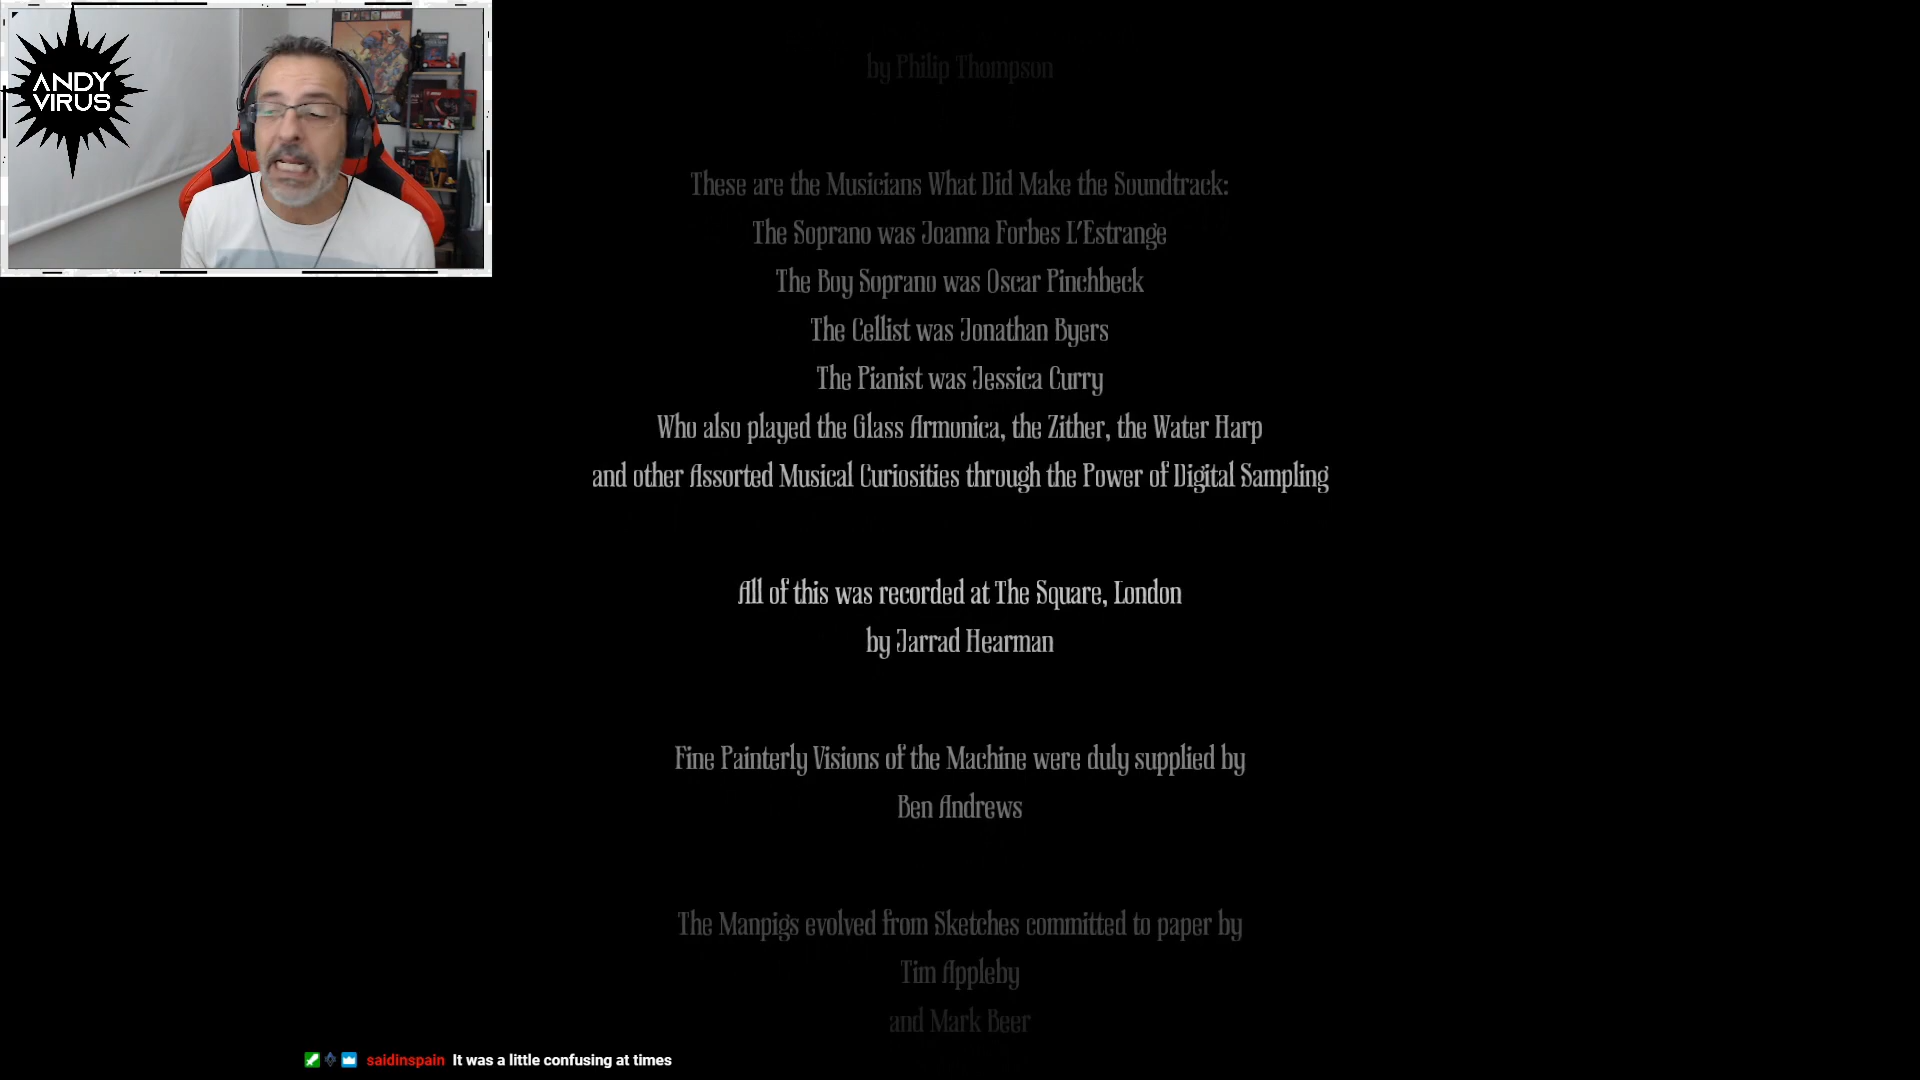 ANDY
VIRUS
by Philip Thompson
These are the Musicians What Did Make the Soundtrack:
The Soprano was Joanna Forbes L'Estrange
The Boy Soprano was Oscar Pinchbeck
The Cellist was Jonathan Byers
The Pianist was Jessica Curry
Who also played the Glass Armonica, the Zither, the Water Harp
and other Assorted Musical Curiosities through the Power of Digital Sampling
All of this was recorded at The Square, London
by Jarrad Hearman
Fine Painterly Visions of the Machine were duly supplied by
Ben Andrews
The Manpigs evolved from Sketches committed to paper by
Tim Appleby
and Mark Beer
saidinspain It was a little confusing at times